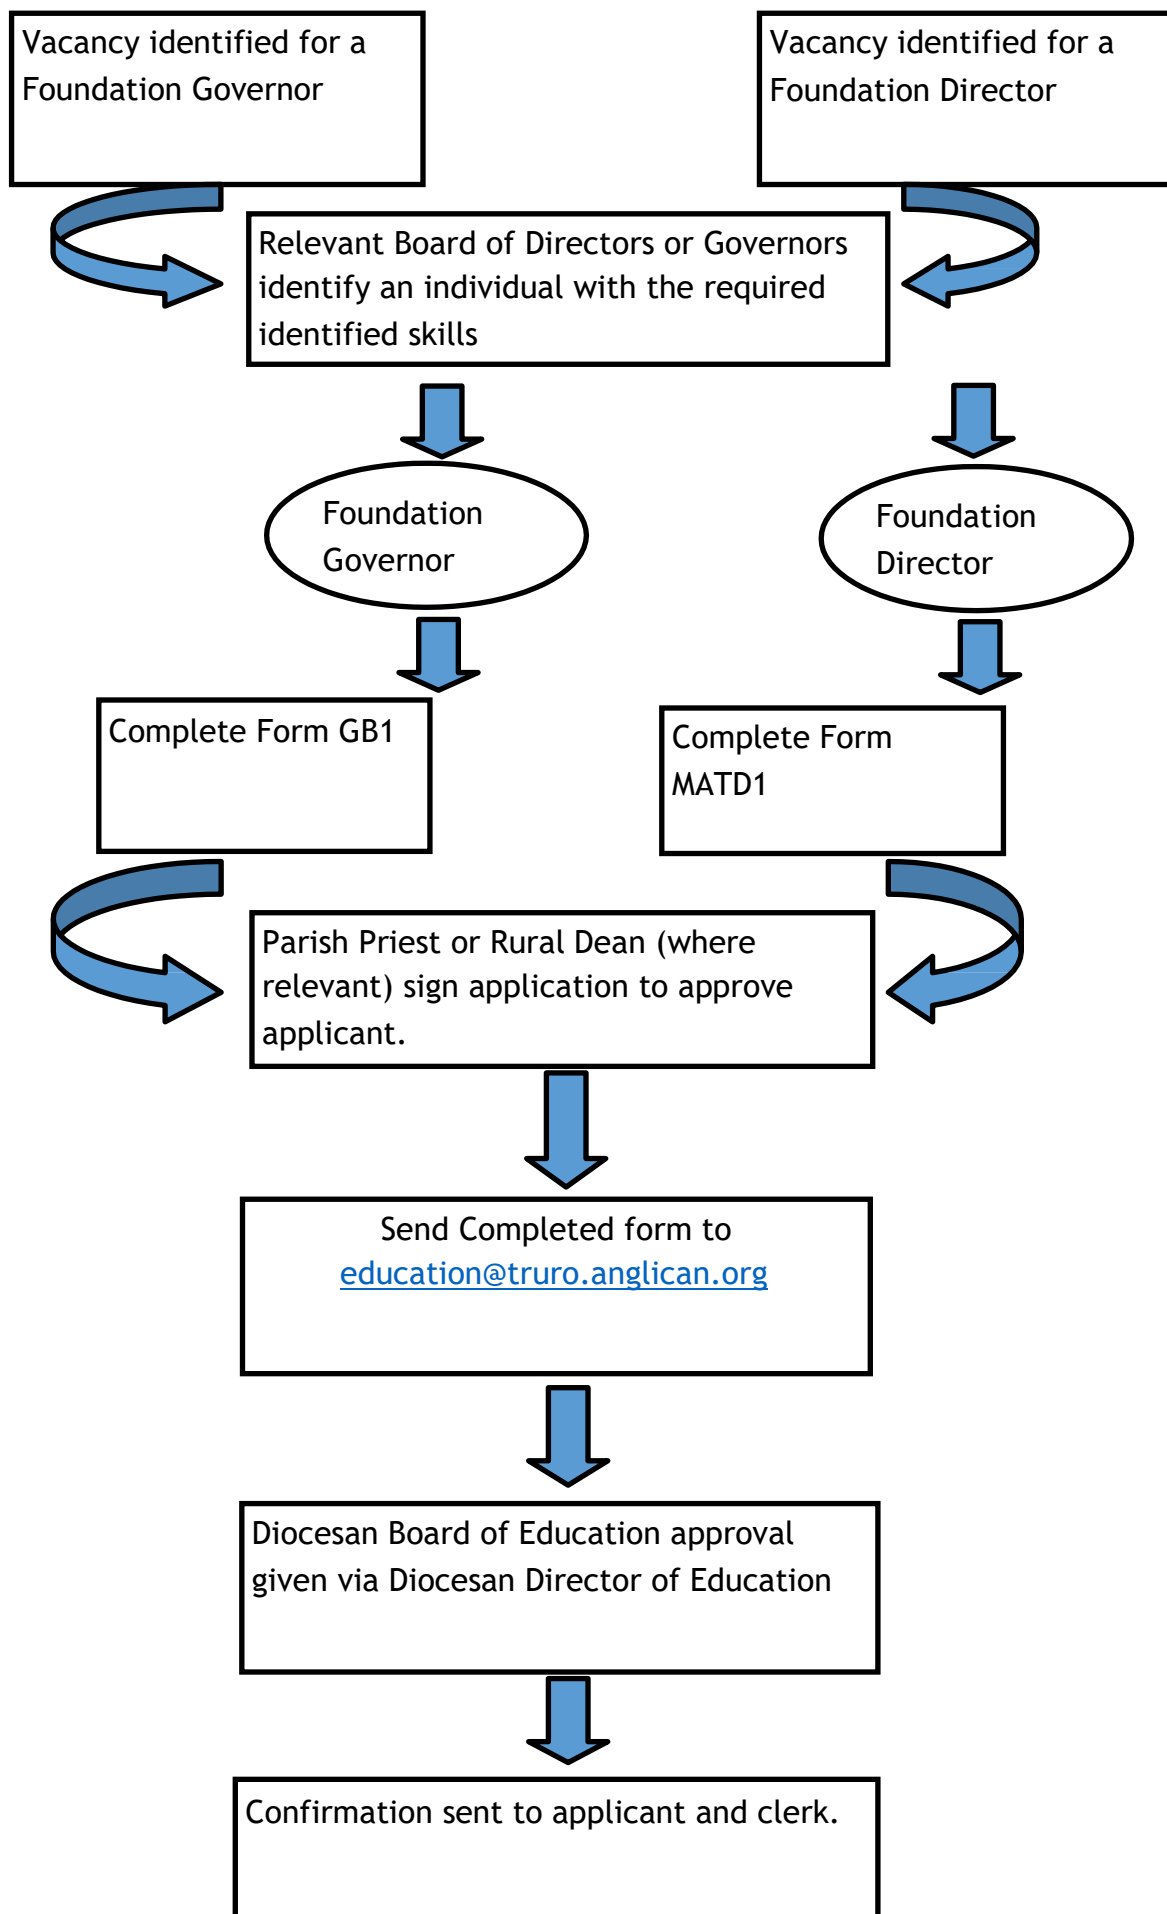 Vacancy identified for a
Foundation Governor
Vacancy identified for a
Foundation Director
Relevant Board of Directors or Governors
identify an individual with the required
identified skills
Foundation
Governor
Foundation
Director
Complete Form GB1
Complete Form
MATD1
Parish Priest or Rural Dean (where
relevant) sign application to approve
applicant.
Send Completed form to
education@truro.anglican.org
Diocesan Board of Education approval
given via Diocesan Director of Education
Confirmation sent to applicant and clerk.